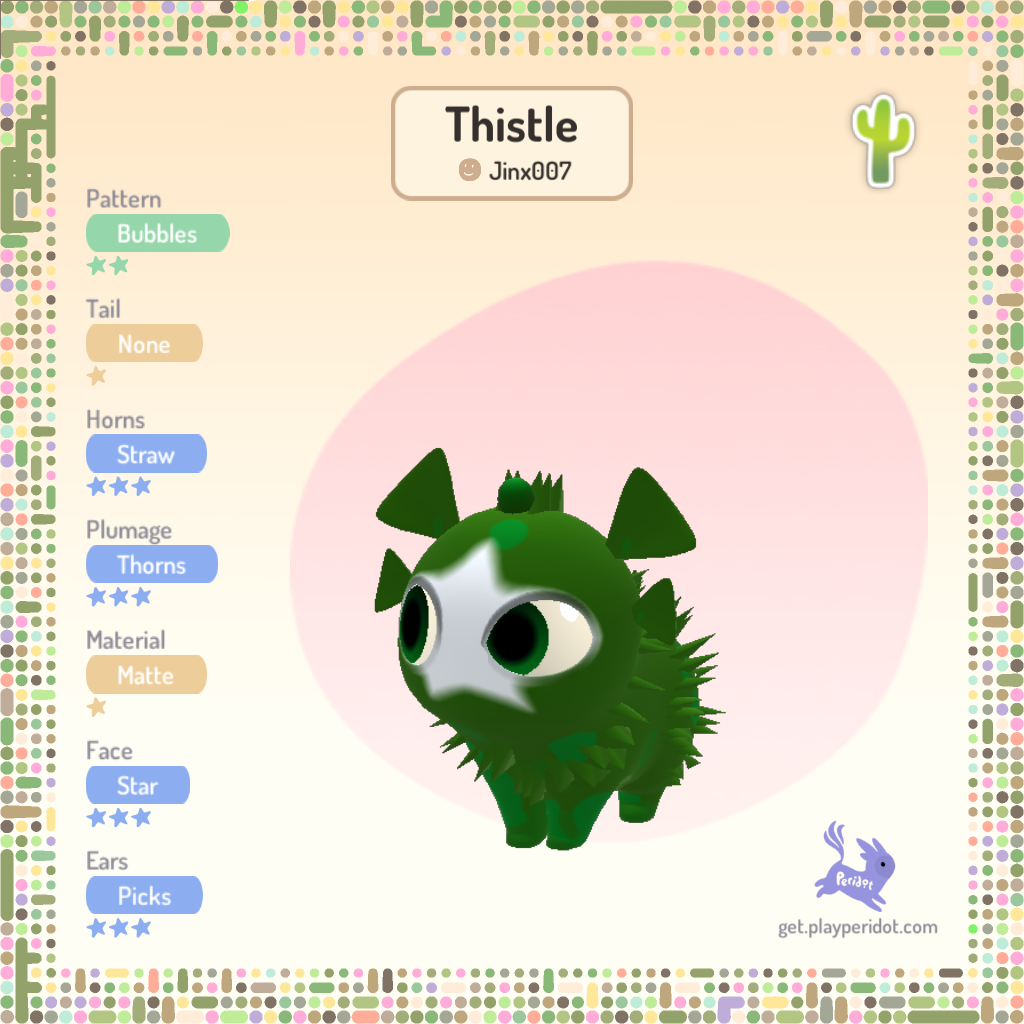 Thistle
Jinx007
Pattern
Bubbles
Tail
None
Horns
Straw
Plumage
Thorns
Material
Matte
Face
Star
Ears
Picks
Peridot
get.playperidot.com